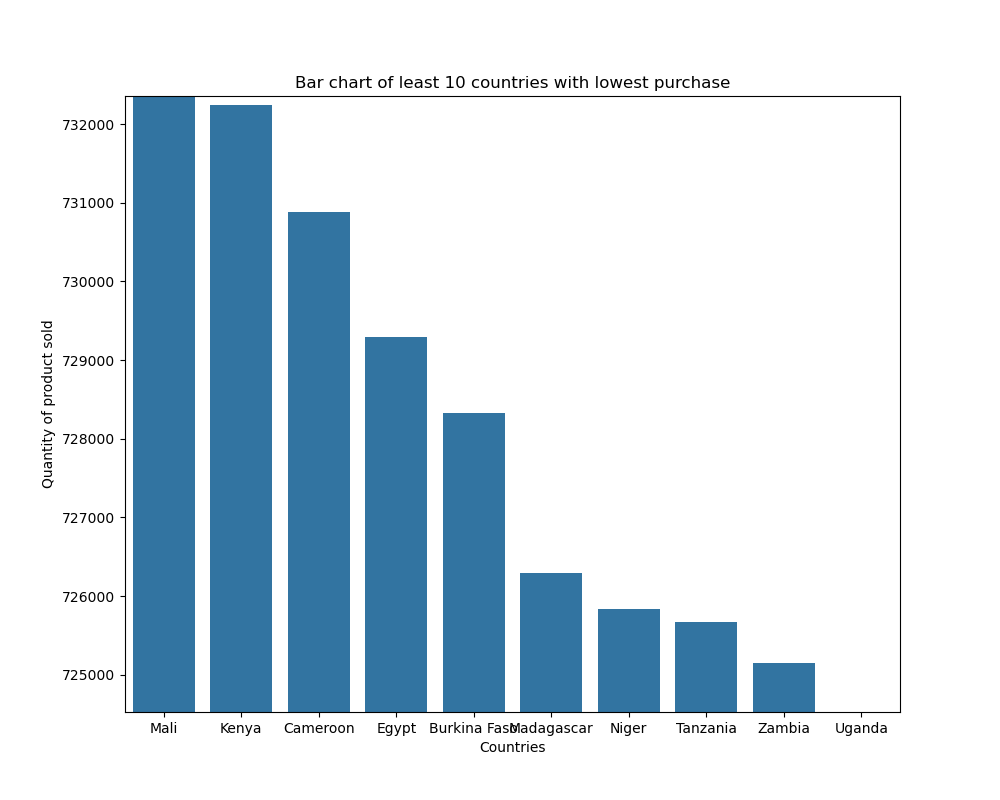 Bar chart of least 10 countries with lowest purchase
732000
731000
730000
729000
728000
727000
726000
725000
Quantity of product sold
Mali Kenya Cameroon Egypt Burkina Faso Madagascar Niger Tanzania Zambia Uganda
Countries